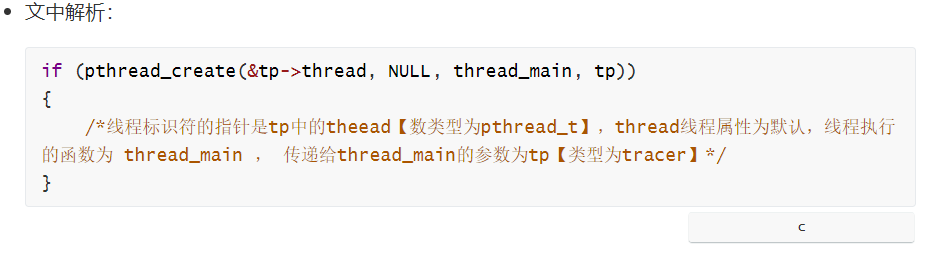 文中解析：
if (pthread_create(&tp->thread, NULL, thread_main, tp))
{
/*线程标识符的指针是tp中的theead【数类型为pthread_t】，thread线程属性为默认，线程执行
的函数为 thread_main ， 传递给thread_main的参数为tp【类型为tracer】*/
}
c